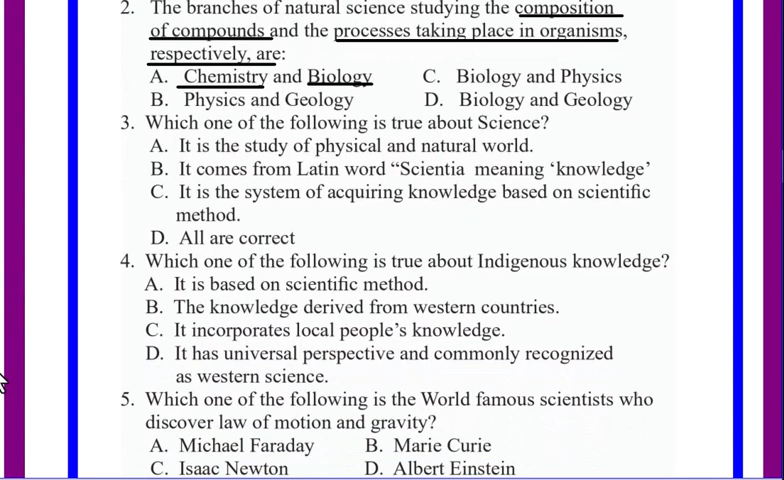 2. The branches of natural science studying the composition
of compounds and the processes taking place in organisms,
respectively, are:
A. Chemistry and Biology C. Biology and Physics
B. Physics and Geology D. Biology and Geology
3. Which one of the following is true about Science?
A. It is the study of physical and natural world.
B. It comes from Latin word “Scientia meaning ‘knowledge’
C. It is the system of acquiring knowledge based on scientific
method.
D. All are correct
4. Which one of the following is true about Indigenous knowledge?
A. It is based on scientific method.
B. The knowledge derived from western countries.
C. It incorporates local people’s knowledge.
D. It has universal perspective and commonly recognized
as western science.
5. Which one of the following is the World famous scientists who
discover law of motion and gravity?
A. Michael Faraday B. Marie Curie
C. Isaac Newton D. Albert Einstein